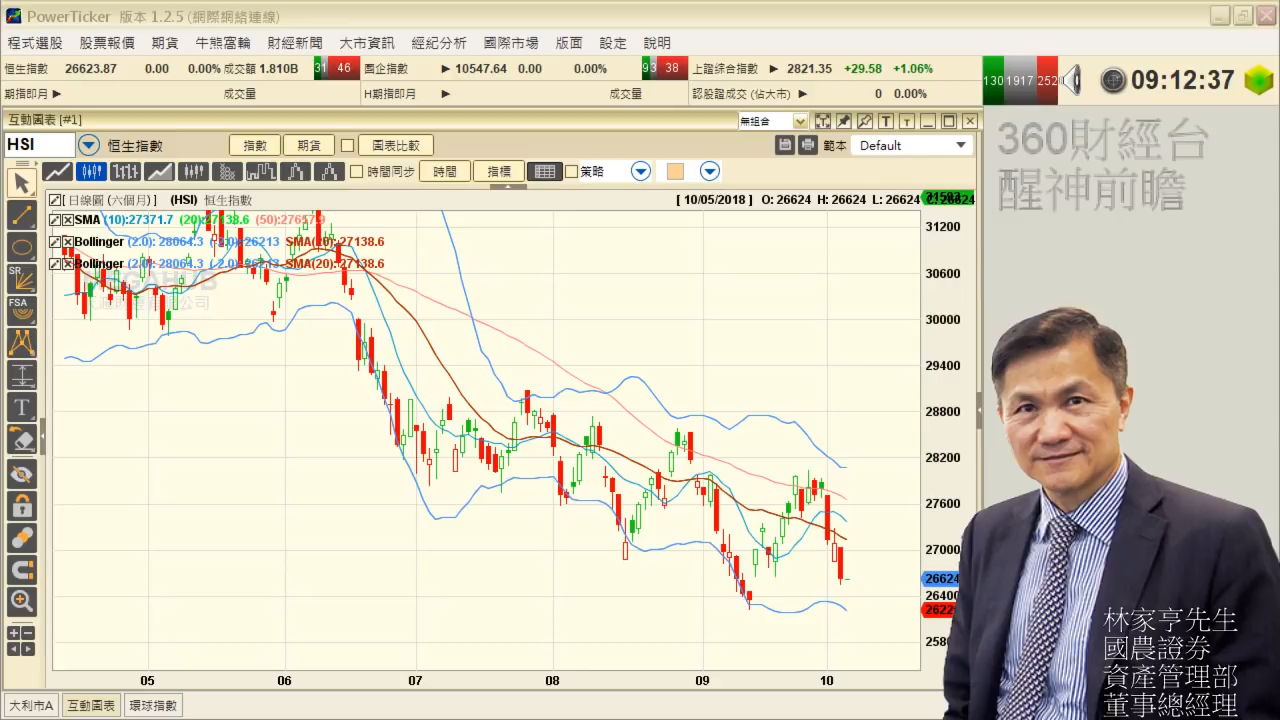 PowerTicker 版本 1.2.5 (網際網絡連線)
程式選股 股票報價 期貨 牛熊窩輪 財經新聞 大市資訊 經紀分析 國際市場 版面 設定 說明
恒生指數 26623.87 0.00 0.00% 成交額 1.810B 31 46 國企指數 ▶ 10547.64 0.00 0.00% 93 38 上證綜合指數 ▶ 2821.35 +29.58 +1.06%
130 1917 252 09:12:37
期指即月 ▶ 成交量 H期指即月 ▶ 成交量 認股證成交 (佔大市) ▶ 0 0.00%
互動圖表 [#1] 無組合
HSI 恒生指數 指數 期貨 圖表比較 範本 Default
360財經台
醒神前瞻
時間同步 時間 指標 策略
[ 日線圖 (六個月) ] (HSI) 恒生指數 [ 10/05/2018 ] O: 26624 H: 26624 L: 26624 C: 26624
SMA (10):27371.7 (20):27138.6 (50):27657.9
Bollinger (2.0): 28064.3 (-2.0): 26213 SMA(20): 27138.6
Bollinger (2.0): 28064.3 (-2.0): 26213 SMA(20): 27138.6
SR
FSA
T
31200
30600
30000
29400
28800
28200
27600
27000
26624
26400
2622
2580
05 06 07 08 09 10
林家亨先生
國農證券
資產管理部
董事總經理
大利市A 互動圖表 環球指數